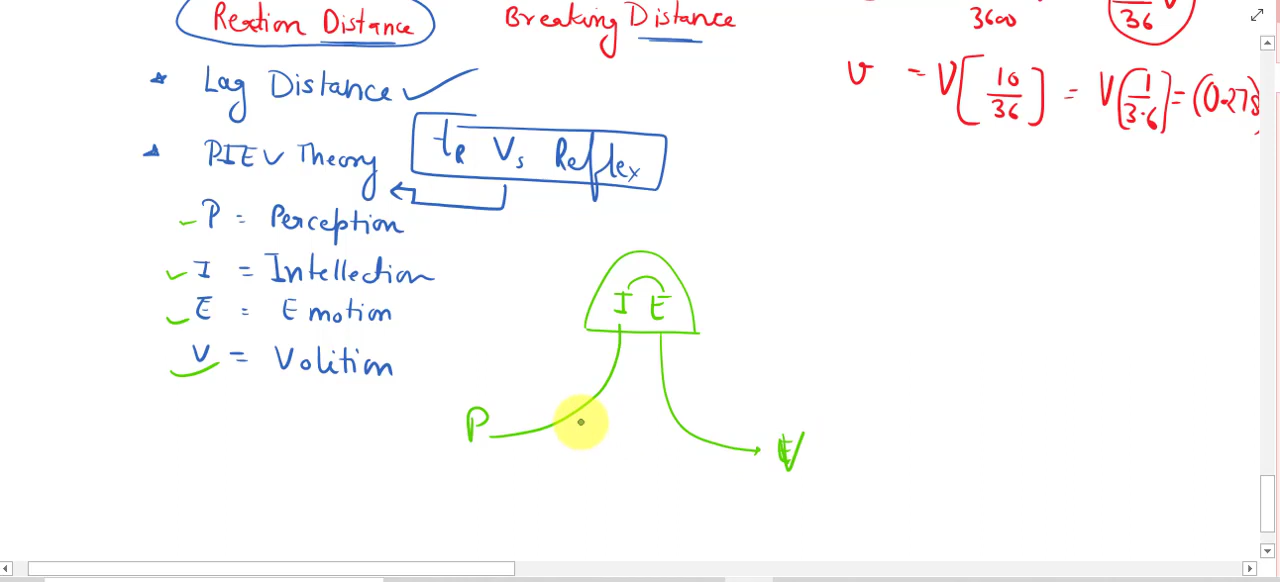 Reaction Distance Breaking Distance
3600 36
* Lag Distance ✓
v = V[10/36] = V[1/3.6] = (0.278
PIEV Theory tR Vs Reflex
P = Perception
I = Intellection
E = Emotion
V = Volition
I E
P V